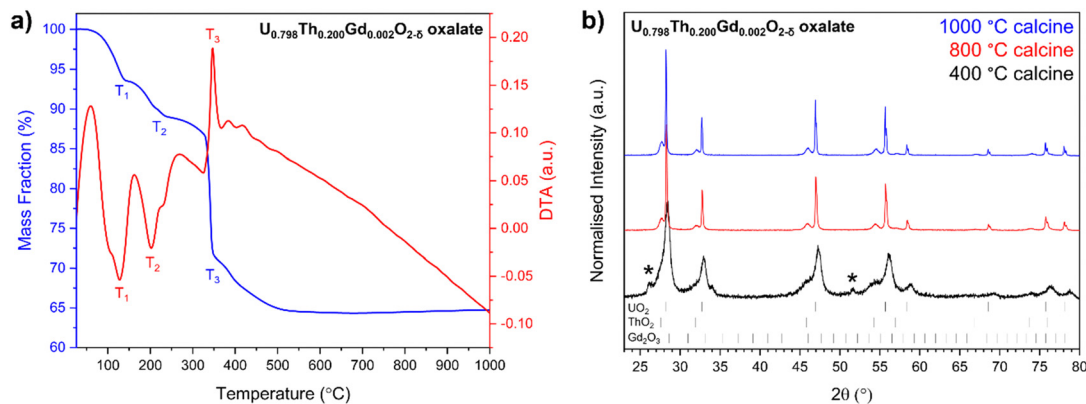 a)
U0.798Th0.200Gd0.002O2-δ oxalate
100
95
90
85
80
75
70
65
60
Mass Fraction (%)
T1
T2
T3
T3
T1
T2
0.20
0.15
0.10
0.05
0.00
-0.05
-0.10
DTA (a.u.)
100 200 300 400 500 600 700 800 900 1000
Temperature (°C)
b)
U0.798Th0.200Gd0.002O2-δ oxalate
1000 °C calcine
800 °C calcine
400 °C calcine
Normalised Intensity (a.u.)
* *
UO2
ThO2
Gd2O3
25 30 35 40 45 50 55 60 65 70 75 80
2θ (°)